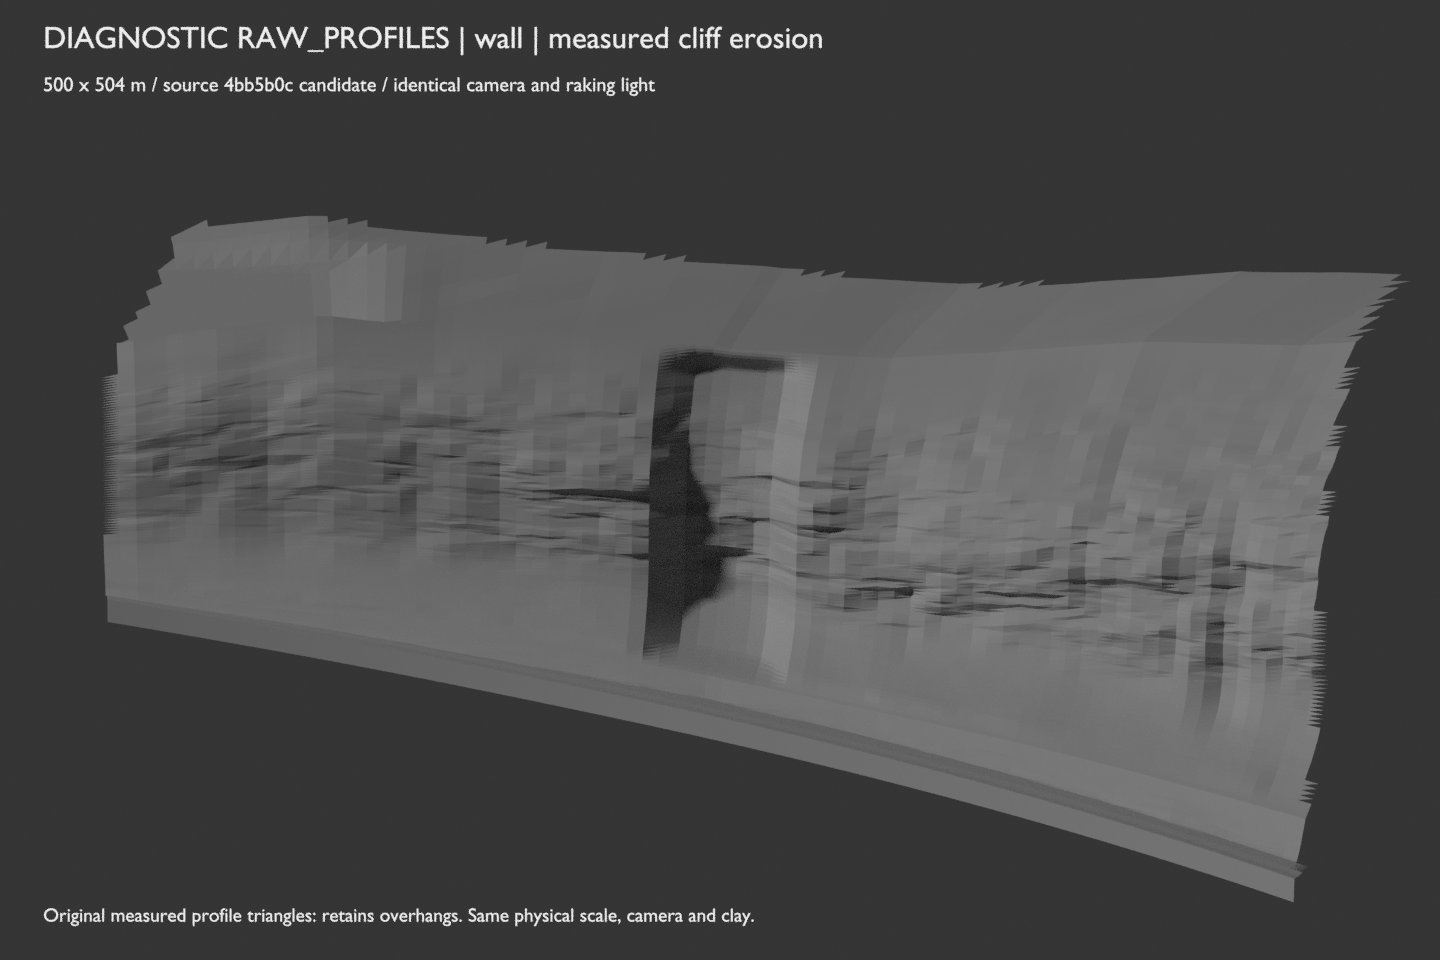 DIAGNOSTIC RAW_PROFILES | wall | measured cliff erosion
500 x 504 m / source 4bb5b0c candidate / identical camera and raking light
Original measured profile triangles: retains overhangs. Same physical scale, camera and clay.